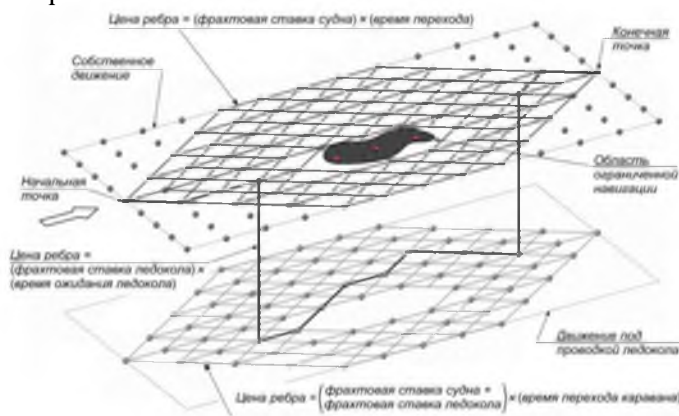 Цена ребра = (фрахтовая ставка судна) × (время перехода)
Конечная
точка
Собственное
движение
Начальная
точка
Область
ограниченной
навигации
Цена ребра =
(фрахтовая ставка ледокола) ×
(время ожидания ледокола)
Движение под
проводкой ледокола
Цена ребра = (фрахтовая ставка судна +
фрахтовая ставка ледокола) × (время перехода каравана)